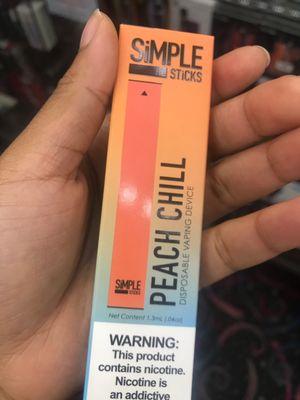 SiMPLE
STiCKS
PEACH CHILL
DISPOSABLE VAPING DEVICE
SiMPLE
STICKS
Net Content 1.3mL (.04oz)
WARNING:
This product
contains nicotine.
Nicotine is
an addictive